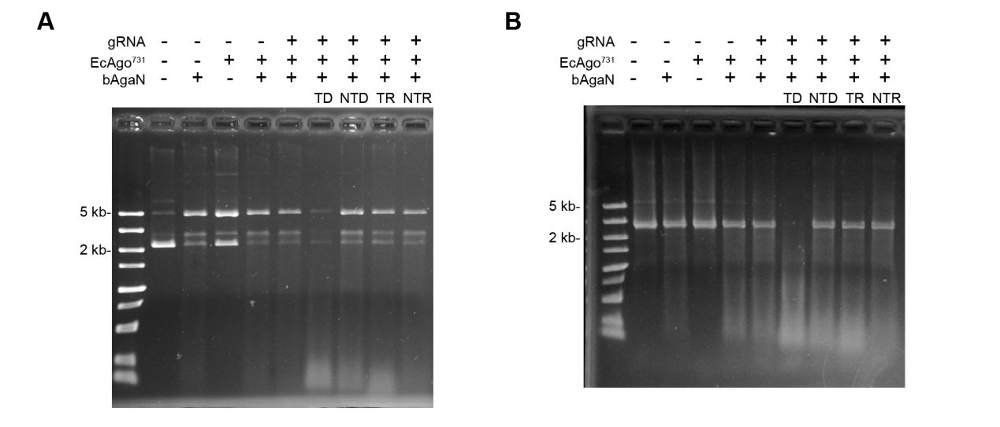 A
gRNA - - - - + + + + +
EcAgo⁷³¹ - - + + + + + + +
bAgaN - + - + + + + + +
TD NTD TR NTR
5 kb-
2 kb-
B
gRNA - - - - + + + + +
EcAgo⁷³¹ - - + + + + + + +
bAgaN - + - + + + + + +
TD NTD TR NTR
5 kb-
2 kb-